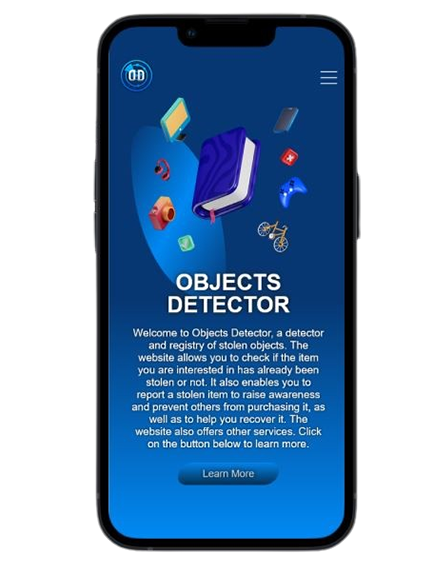 OD
OBJECTS
DETECTOR
Welcome to Objects Detector, a detector
and registry of stolen objects. The
website allows you to check if the item
you are interested in has already been
stolen or not. It also enables you to
report a stolen item to raise awareness
and prevent others from purchasing it, as
well as to help you recover it. The
website also offers other services. Click
on the button below to learn more.
Learn More